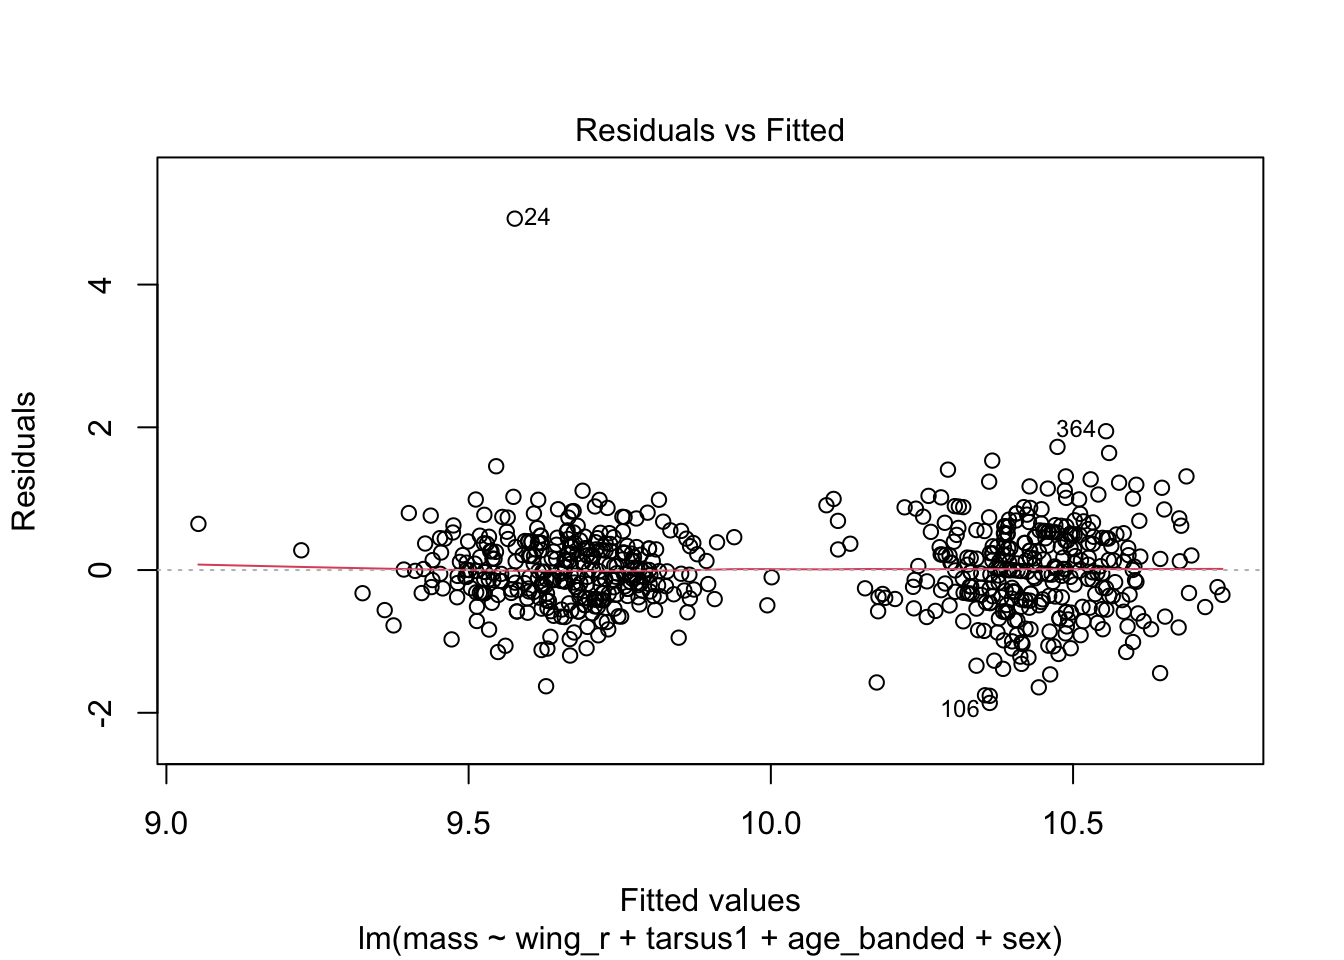 Residuals vs Fitted
24
364
106
Residuals
4
2
0
-2
9.0 9.5 10.0 10.5
Fitted values
lm(mass ~ wing_r + tarsus1 + age_banded + sex)